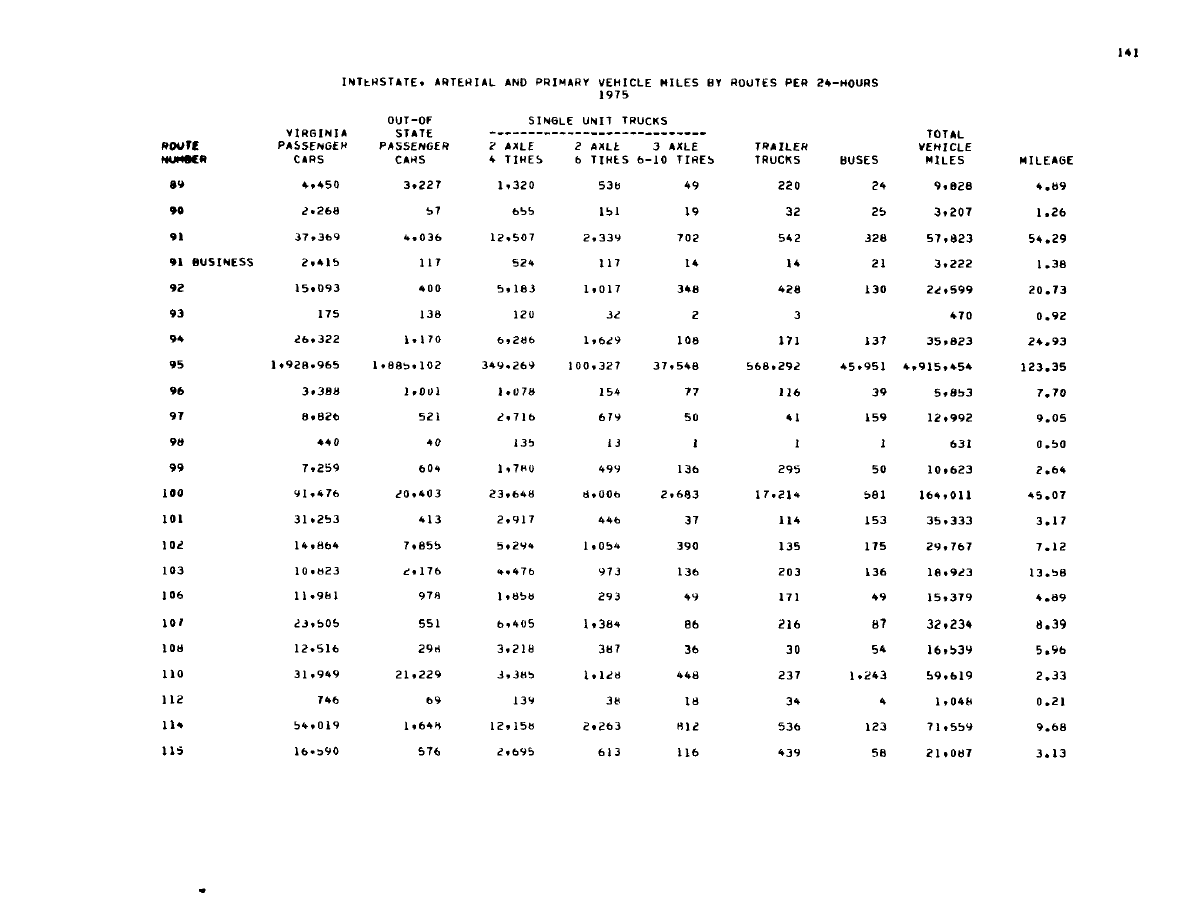 141
INTERSTATE, ARTERIAL AND PRIMARY VEHICLE MILES BY ROUTES PER 24-HOURS
1975
OUT-OF SINGLE UNIT TRUCKS
VIRGINIA STATE ---------------------------- TOTAL
ROUTE PASSENGER PASSENGER 2 AXLE 2 AXLE 3 AXLE TRAILER VEHICLE
NUMBER CARS CARS 4 TIRES 6 TIRES 6-10 TIRES TRUCKS BUSES MILES MILEAGE
89 4,450 3,227 1,320 538 49 220 24 9,828 4.89
90 2,268 57 655 151 19 32 25 3,207 1.26
91 37,369 4,036 12,507 2,339 702 542 328 57,823 54.29
91 BUSINESS 2,415 117 524 117 14 14 21 3,222 1.38
92 15,093 400 5,183 1,017 348 428 130 22,599 20.73
93 175 138 120 32 2 3 470 0.92
94 26,322 1,170 6,286 1,629 108 171 137 35,823 24.93
95 1,928,965 1,885,102 349,269 100,327 37,548 568,292 45,951 4,915,454 123.35
96 3,388 1,001 1,078 154 77 116 39 5,853 7.70
97 8,826 521 2,716 679 50 41 159 12,992 9.05
98 440 40 135 13 1 1 1 631 0.50
99 7,259 604 1,780 499 136 295 50 10,623 2.64
100 91,476 20,403 23,648 8,006 2,683 17,214 581 164,011 45.07
101 31,253 413 2,917 446 37 114 153 35,333 3.17
102 14,864 7,855 5,294 1,054 390 135 175 29,767 7.12
103 10,823 2,176 4,476 973 136 203 136 18,923 13.58
106 11,981 978 1,858 293 49 171 49 15,379 4.89
107 23,505 551 6,405 1,384 86 216 87 32,234 8.39
108 12,516 298 3,218 387 36 30 54 16,539 5.96
110 31,949 21,229 3,385 1,128 448 237 1,243 59,619 2.33
112 746 69 139 38 18 34 4 1,048 0.21
114 54,019 1,648 12,158 2,263 812 536 123 71,559 9.68
115 16,590 576 2,695 613 116 439 58 21,087 3.13